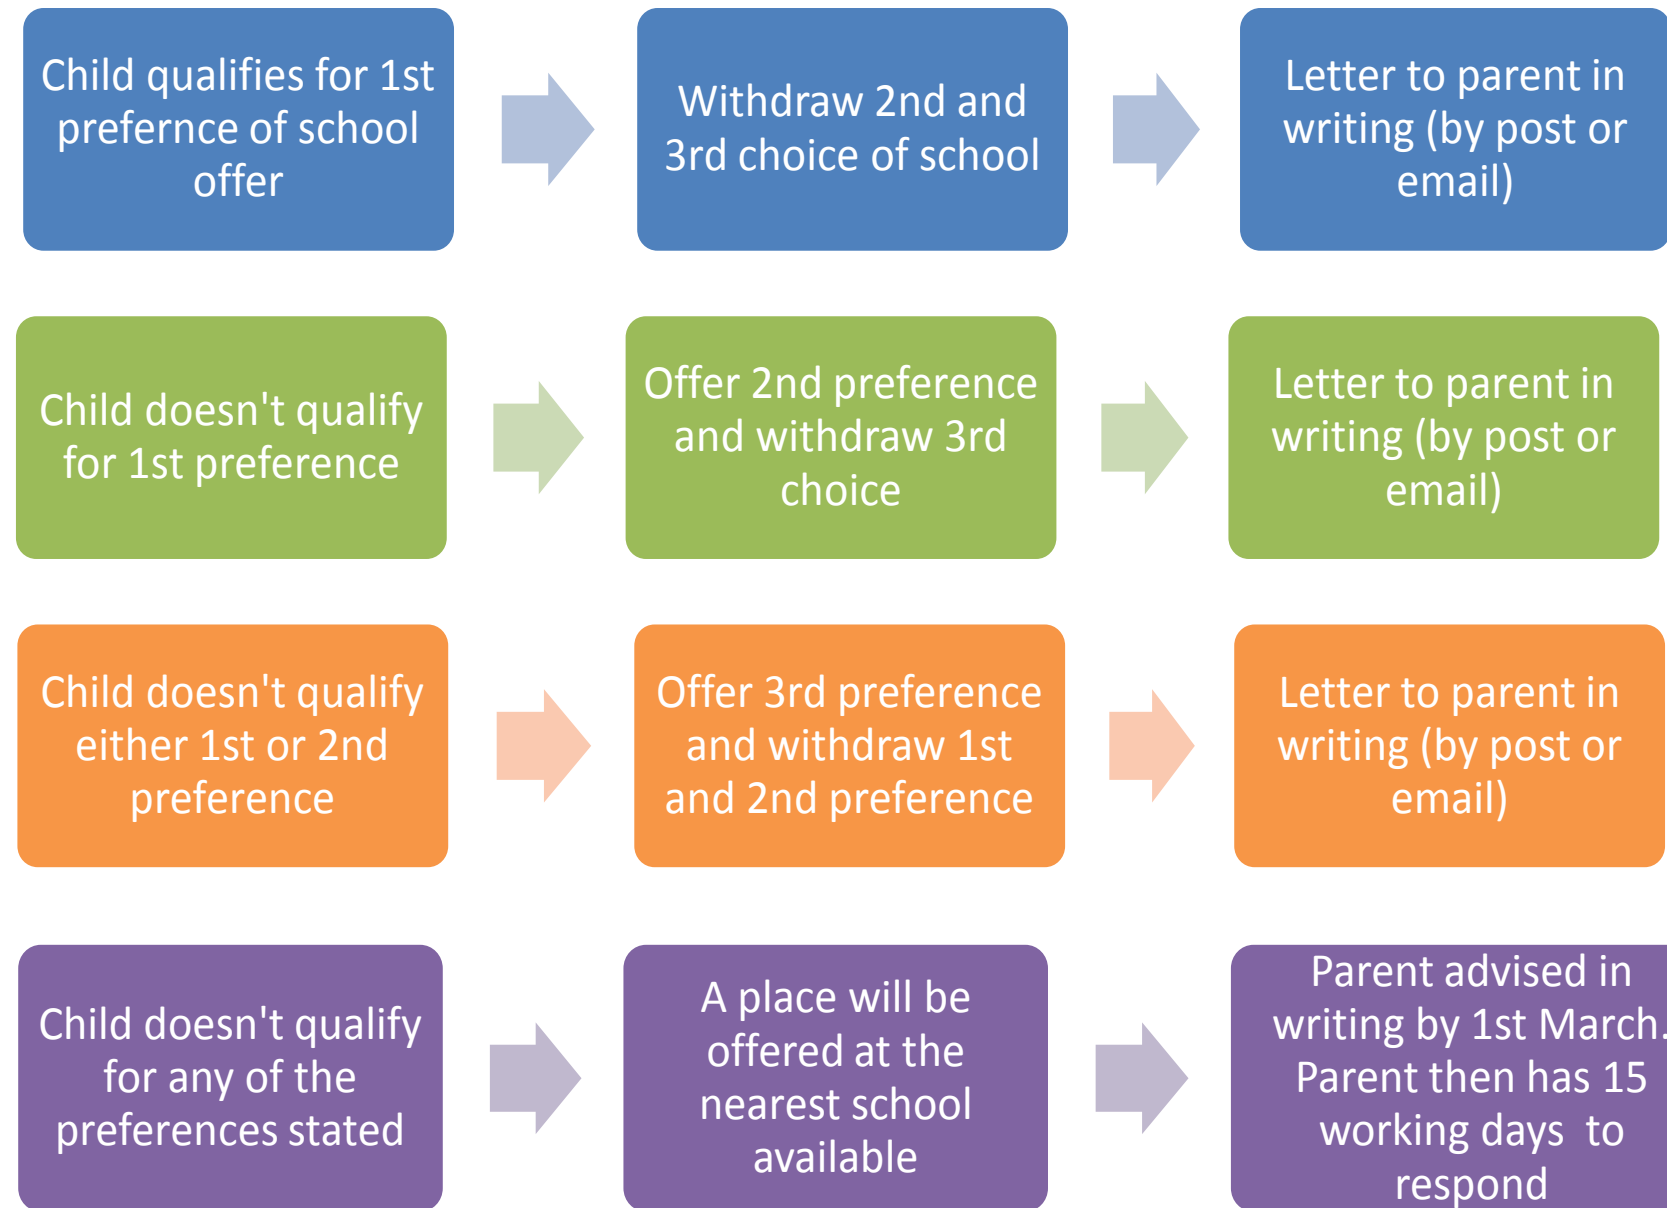 Child qualifies for 1st
prefernce of school
offer
Withdraw 2nd and
3rd choice of school
Letter to parent in
writing (by post or
email)
Child doesn't qualify
for 1st preference
Offer 2nd preference
and withdraw 3rd
choice
Letter to parent in
writing (by post or
email)
Child doesn't qualify
either 1st or 2nd
preference
Offer 3rd preference
and withdraw 1st
and 2nd preference
Letter to parent in
writing (by post or
email)
Child doesn't qualify
for any of the
preferences stated
A place will be
offered at the
nearest school
available
Parent advised in
writing by 1st March.
Parent then has 15
working days to
respond